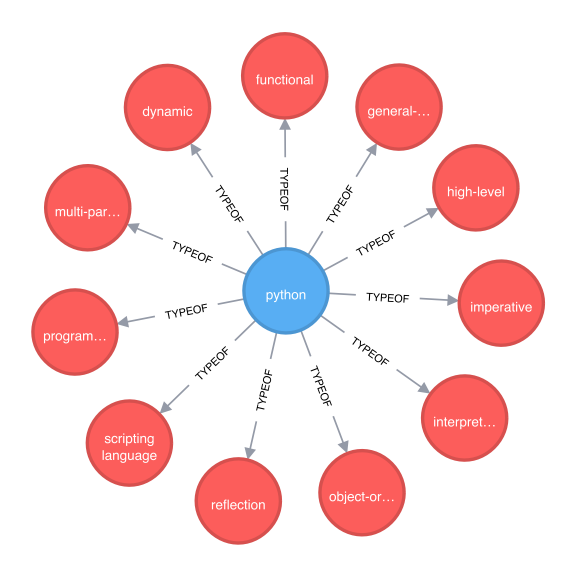 functional
dynamic
general-…
TYPEOF
TYPEOF
TYPEOF
high-level
multi-par…
TYPEOF
TYPEOF
python
TYPEOF
imperative
program…
TYPEOF
TYPEOF
TYPEOF
TYPEOF
TYPEOF
interpret…
scripting
language
object-or…
reflection